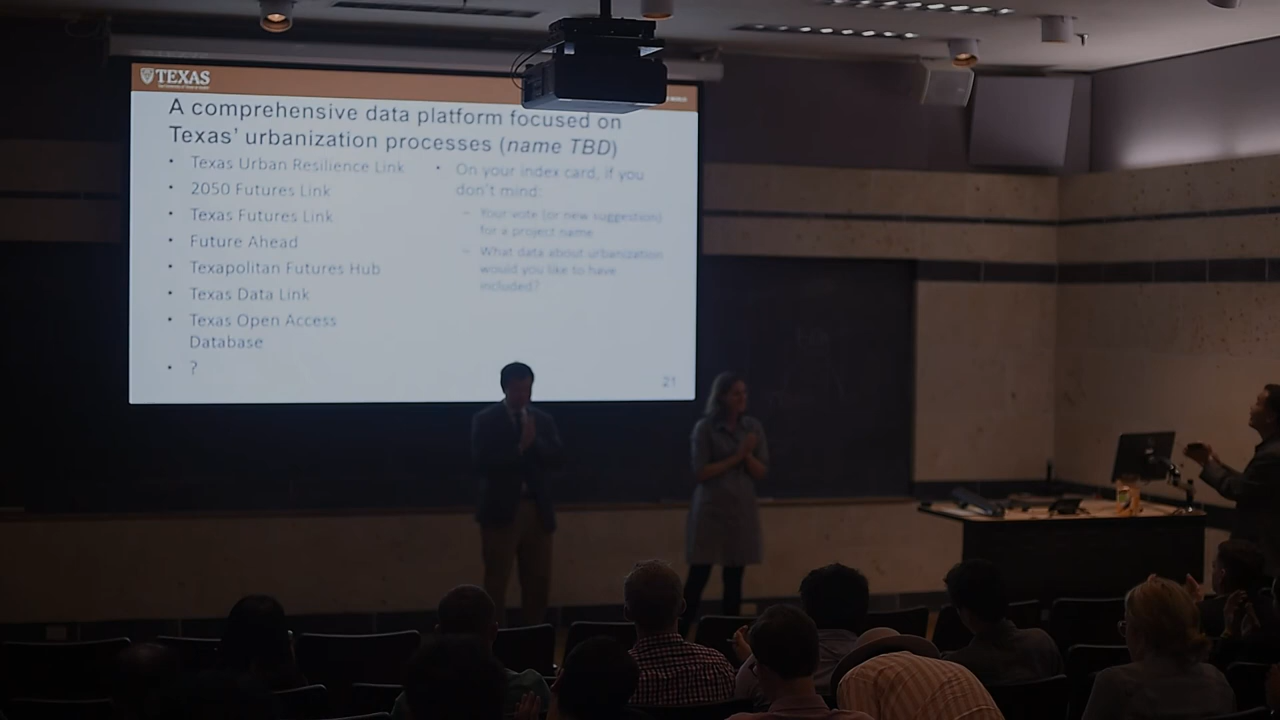 TEXAS
A comprehensive data platform focused on
Texas' urbanization processes (name TBD)
• Texas Urban Resilience Link
• 2050 Futures Link
• Texas Futures Link
• Future Ahead
• Texapolitan Futures Hub
• Texas Data Link
• Texas Open Access
Database
• ?
• On your index card, if you
don't mind:
– Your vote (or new suggestion)
for a project name
– What data about urbanization
would you like to have
included?
21